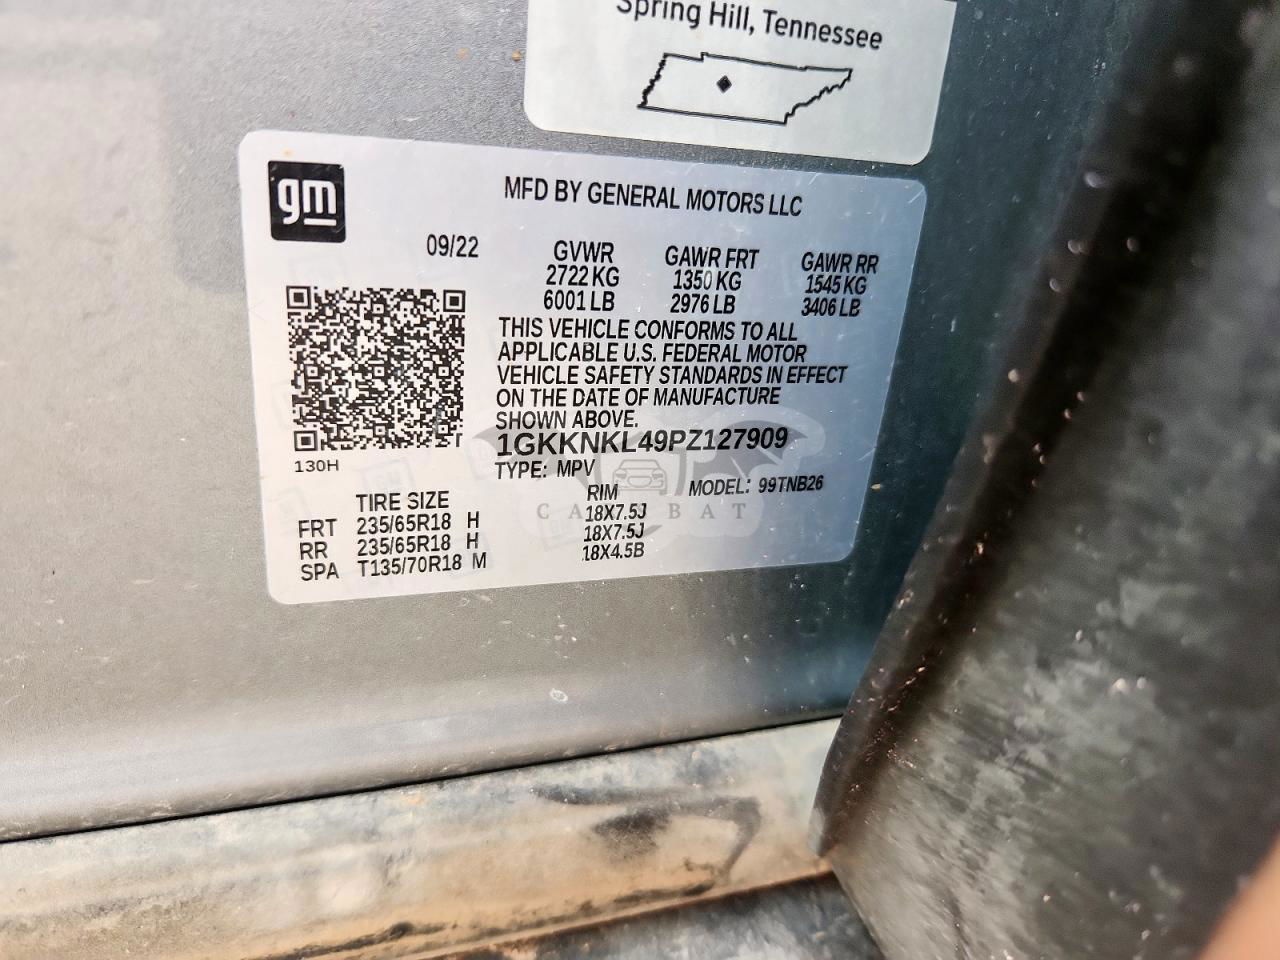 Spring Hill, Tennessee
gm
MFD BY GENERAL MOTORS LLC
09/22
GVWR GAWR FRT GAWR RR
2722 KG 1350 KG 1545 KG
6001 LB 2976 LB 3406 LB
THIS VEHICLE CONFORMS TO ALL
APPLICABLE U.S. FEDERAL MOTOR
VEHICLE SAFETY STANDARDS IN EFFECT
ON THE DATE OF MANUFACTURE
SHOWN ABOVE.
1GKKNKL49PZ127909
130H
TYPE: MPV MODEL: 99TNB26
TIRE SIZE RIM
FRT 235/65R18 H 18X7.5J
RR 235/65R18 H 18X7.5J
SPA T135/70R18 M 18X4.5B